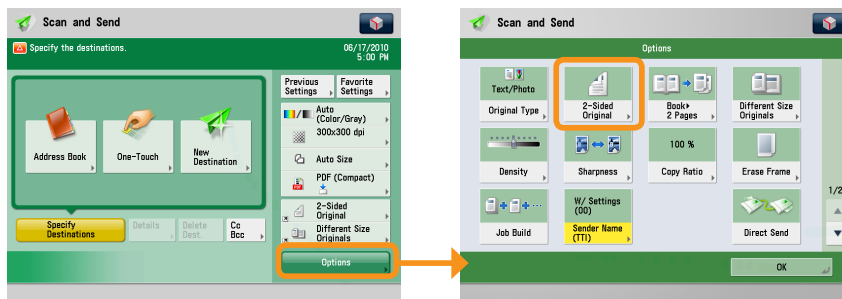 Scan and Send
Specify the destinations.
06/17/2010
5:00 PM
Previous
Settings
Favorite
Settings
Auto
(Color/Gray)
300x300 dpi
Auto Size
PDF (Compact)
2-Sided
Original
Different Size
Originals
Options
Address Book
One-Touch
New
Destination
Specify
Destinations
Details
Delete
Dest.
Cc
Bcc
Scan and Send
Options
Text/Photo
Original Type
2-Sided
Original
Book▶
2 Pages
Different Size
Originals
Density
Sharpness
100 %
Copy Ratio
Erase Frame
1/2
Job Build
W/ Settings
(00)
Sender Name
(TTI)
Direct Send
OK